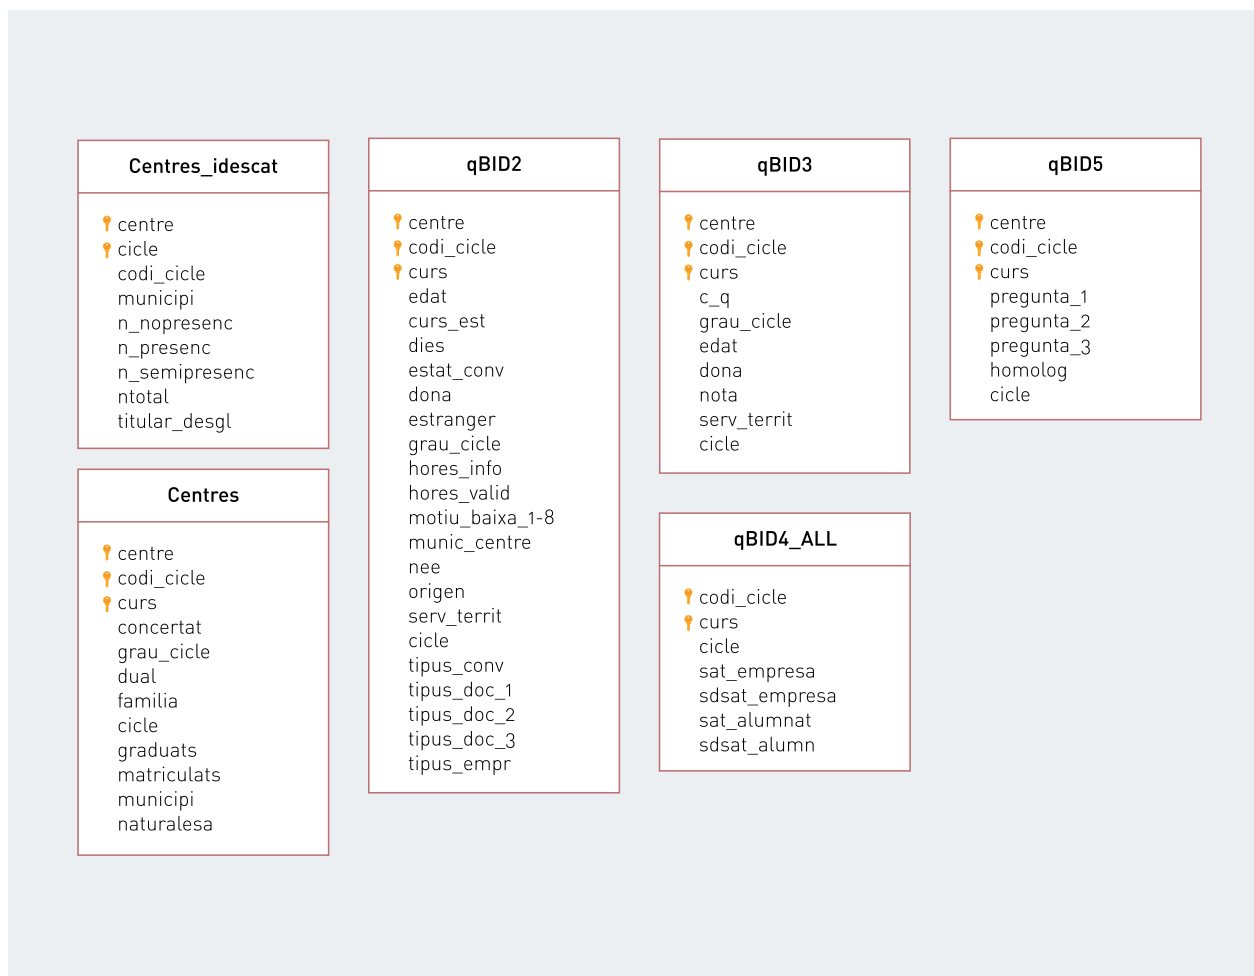 Centres_idescat
centre
cicle
codi_cicle
municipi
n_nopresenc
n_presenc
n_semipresenc
ntotal
titular_desgl
Centres
centre
codi_cicle
curs
concertat
grau_cicle
dual
familia
cicle
graduats
matriculats
municipi
naturalesa
qBID2
centre
codi_cicle
curs
edat
curs_est
dies
estat_conv
dona
estranger
grau_cicle
hores_info
hores_valid
motiu_baixa_1-8
munic_centre
nee
origen
serv_territ
cicle
tipus_conv
tipus_doc_1
tipus_doc_2
tipus_doc_3
tipus_empr
qBID3
centre
codi_cicle
curs
c_q
grau_cicle
edat
dona
nota
serv_territ
cicle
qBID4_ALL
codi_cicle
curs
cicle
sat_empresa
sdsat_empresa
sat_alumnat
sdsat_alumn
qBID5
centre
codi_cicle
curs
pregunta_1
pregunta_2
pregunta_3
homolog
cicle